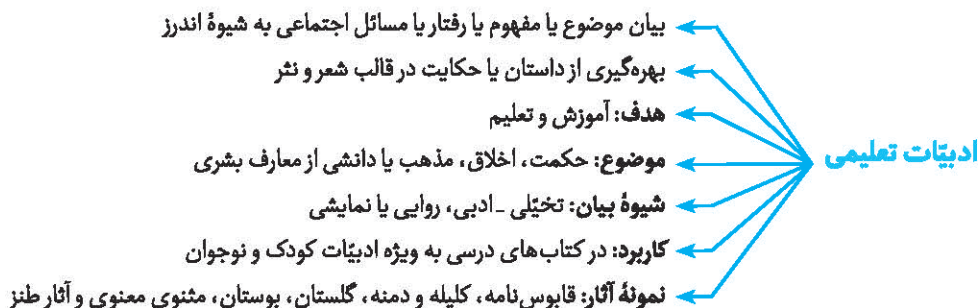 ادبیّات تعلیمی
بیان موضوع یا مفهوم یا رفتار یا مسائل اجتماعی به شیوهٔ اندرز
بهره‌گیری از داستان یا حکایت در قالب شعر و نثر
هدف: آموزش و تعلیم
موضوع: حکمت، اخلاق، مذهب یا دانشی از معارف بشری
شیوهٔ بیان: تخیّلی ـ ادبی، روایی یا نمایشی
کاربرد: در کتاب‌های درسی به ویژه ادبیّات کودک و نوجوان
نمونهٔ آثار: قابوس‌نامه، کلیله و دمنه، گلستان، بوستان، مثنوی معنوی و آثار طنز